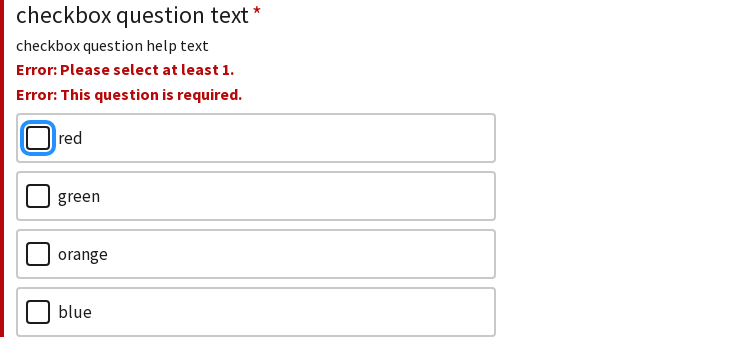 checkbox question text *
checkbox question help text
Error: Please select at least 1.
Error: This question is required.
red
green
orange
blue